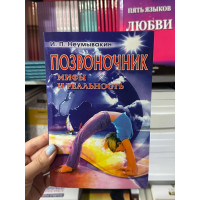 ПЯТЬ ЯЗЫКОВ
ЛЮБВИ
И. П. Неумывакин
ПОЗВОНОЧНИК
МИФЫ
И РЕАЛЬНОСТЬ